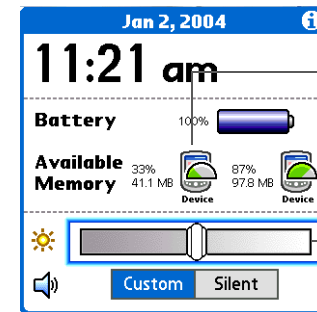 Jan 2, 2004
11:21 am
Battery 100%
Available Memory
33% 41.1 MB Device
87% 97.8 MB Device
Custom Silent